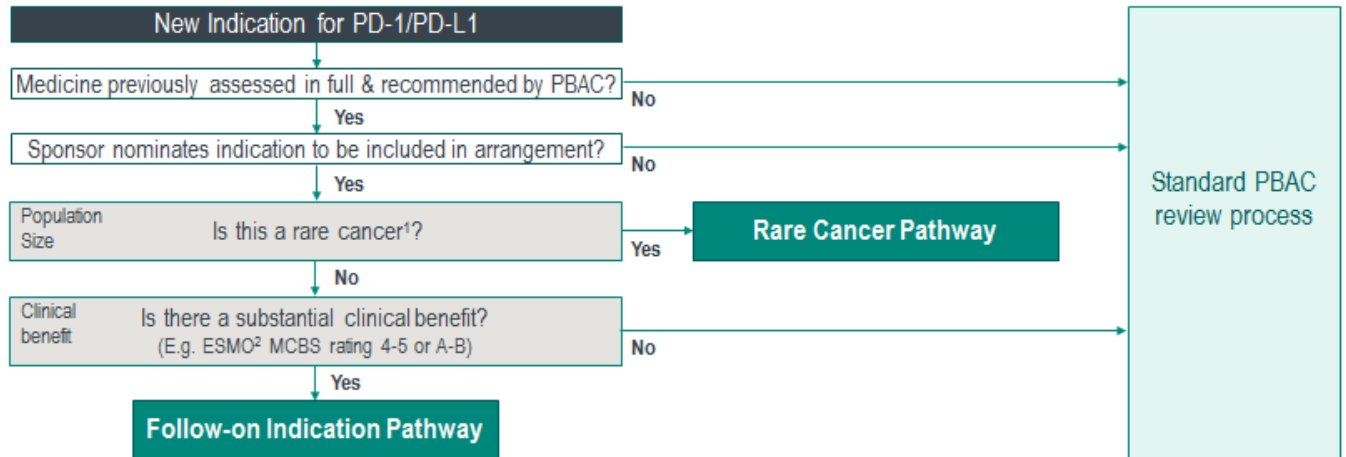 New Indication for PD-1/PD-L1
Medicine previously assessed in full & recommended by PBAC?
No
Yes
Sponsor nominates indication to be included in arrangement?
No
Yes
Population
Size
Is this a rare cancer¹?
Yes
Rare Cancer Pathway
No
Clinical
benefit
Is there a substantial clinical benefit?
(E.g. ESMO² MCBS rating 4-5 or A-B)
No
Yes
Follow-on Indication Pathway
Standard PBAC
review process